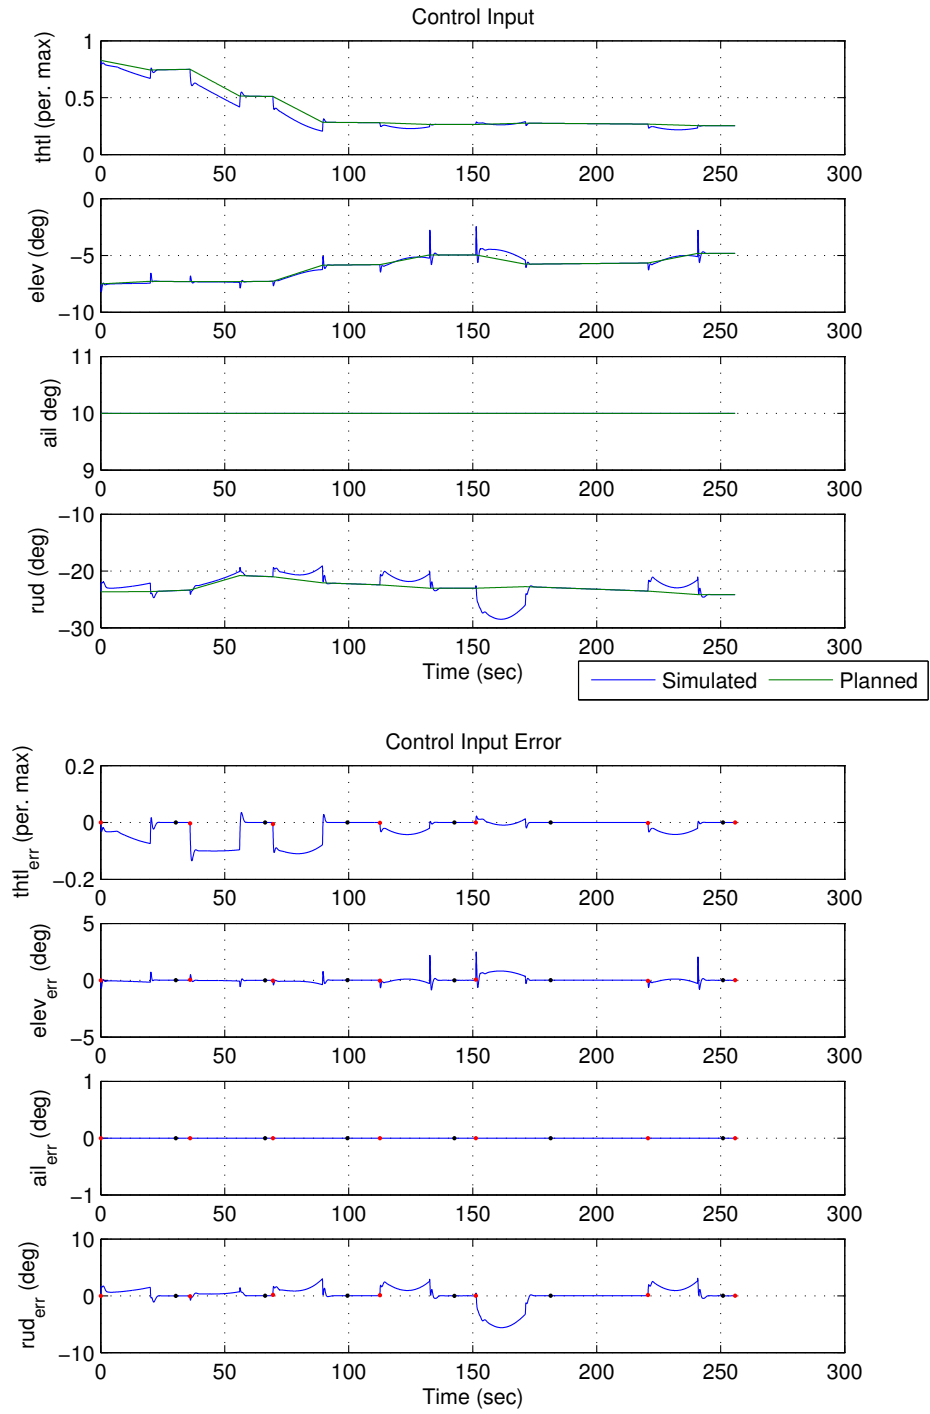 Control Input
thtl (per. max)
1
0.5
0
0 50 100 150 200 250 300
elev (deg)
0
−5
−10
0 50 100 150 200 250 300
ail deg)
11
10
9
0 50 100 150 200 250 300
rud (deg)
−10
−20
−30
0 50 100 150 200 250 300
Time (sec)
Simulated Planned
Control Input Error
thtl_err (per. max)
0.2
0
−0.2
0 50 100 150 200 250 300
elev_err (deg)
5
0
−5
0 50 100 150 200 250 300
ail_err (deg)
1
0
−1
0 50 100 150 200 250 300
rud_err (deg)
10
0
−10
0 50 100 150 200 250 300
Time (sec)